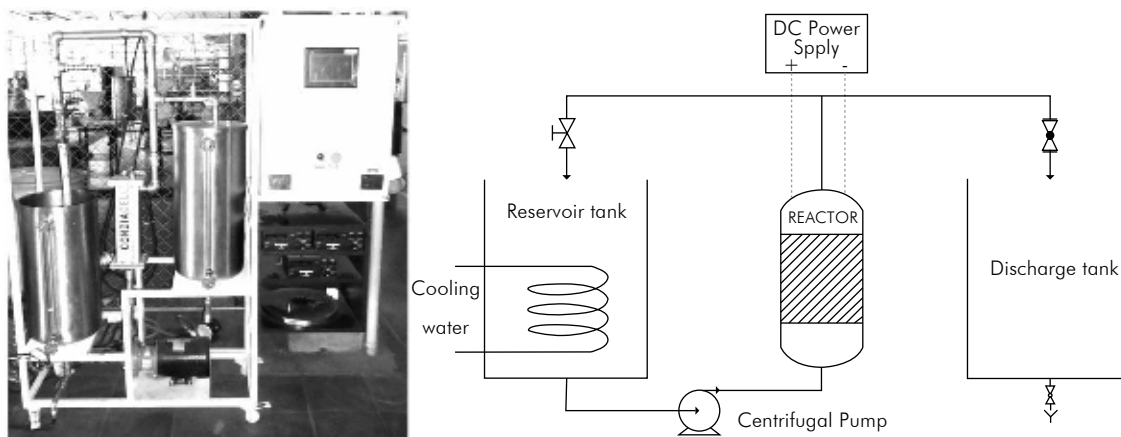 DC Power
Spply
+ -
Reservoir tank
REACTOR
Discharge tank
Cooling
water
Centrifugal Pump